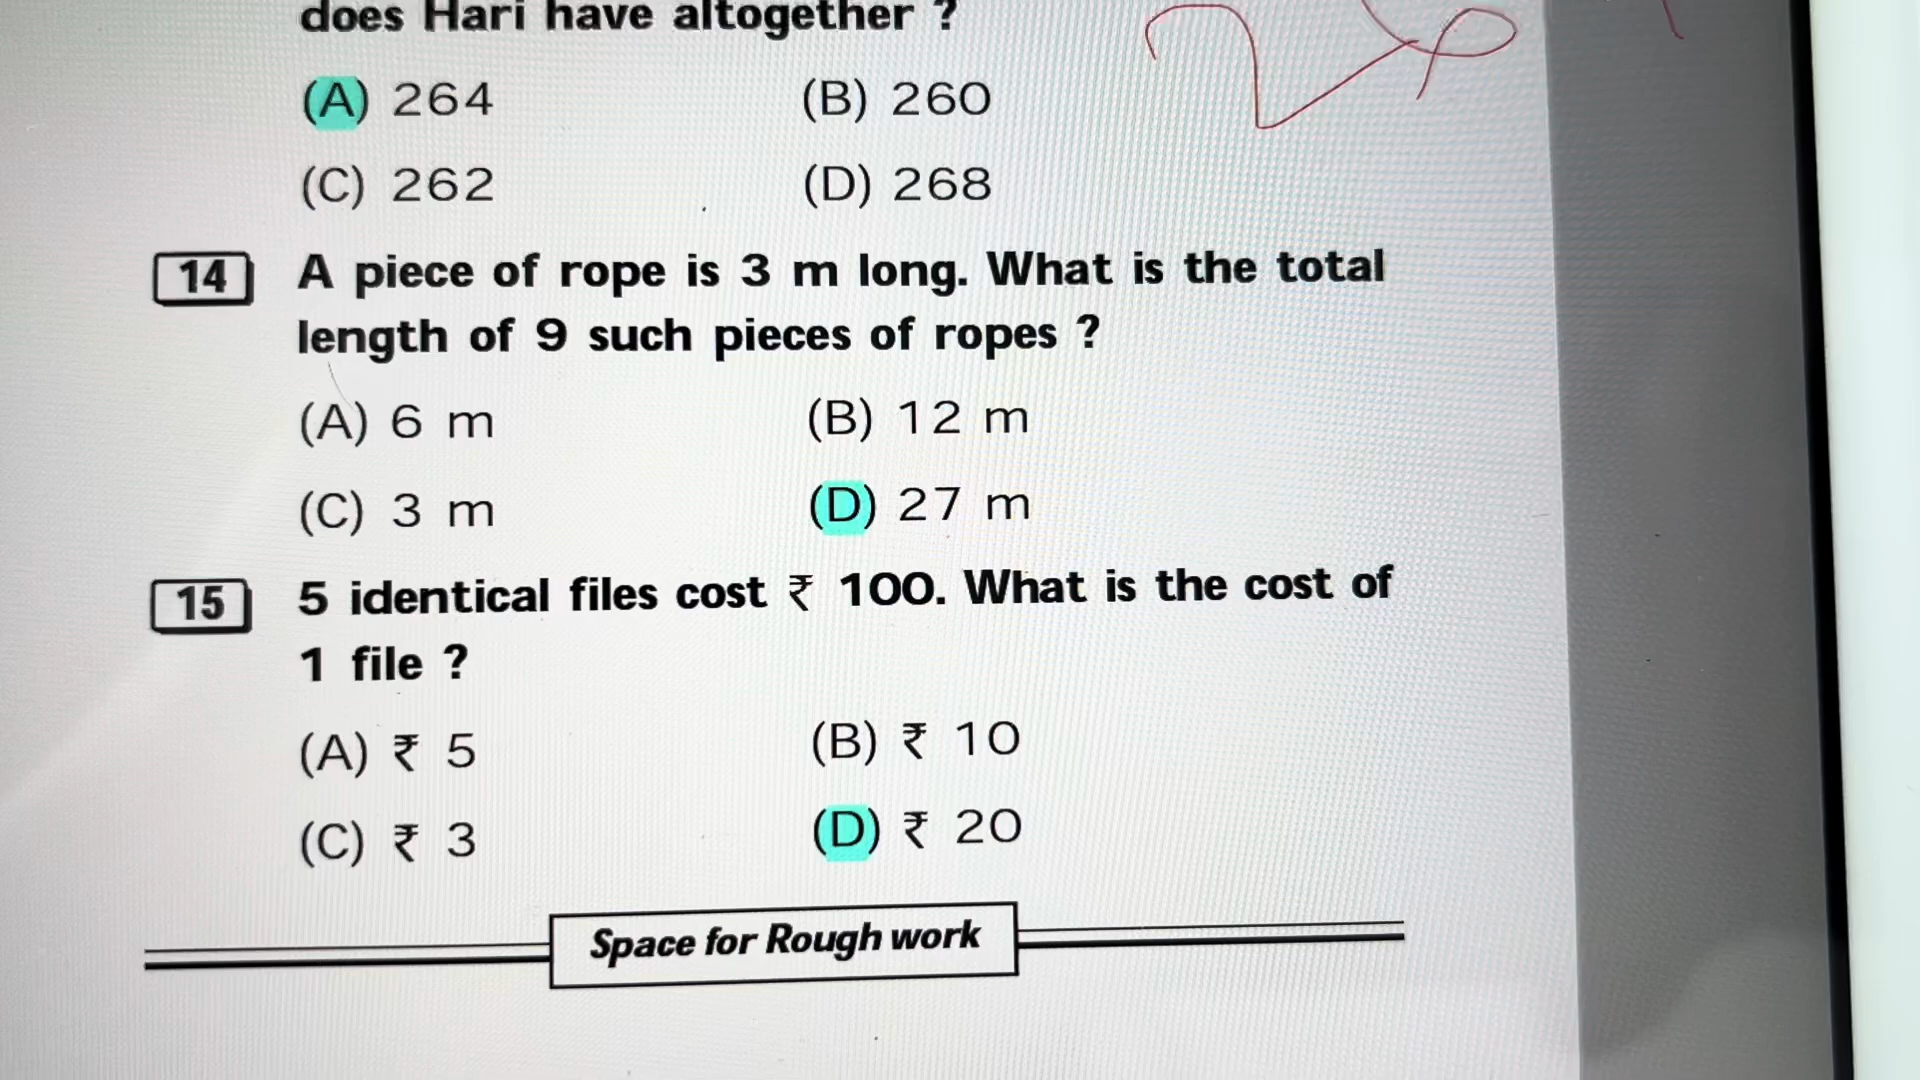 does Hari have altogether ?
(A) 264 (B) 260
(C) 262 (D) 268
14 A piece of rope is 3 m long. What is the total
length of 9 such pieces of ropes ?
(A) 6 m (B) 12 m
(C) 3 m (D) 27 m
15 5 identical files cost ₹ 100. What is the cost of
1 file ?
(A) ₹ 5 (B) ₹ 10
(C) ₹ 3 (D) ₹ 20
Space for Rough work